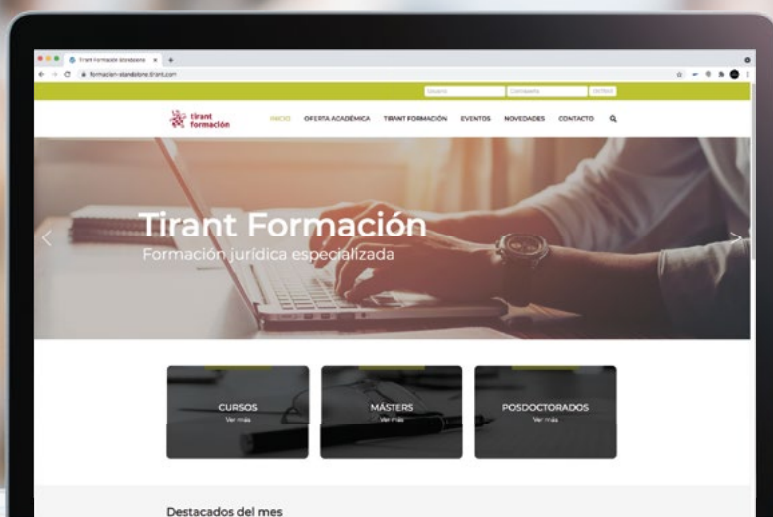 Tirant Formación Standalone
formacion-standalone.tirant.com
Usuario
Contraseña
ENTRAR
tirant
formación
INICIO
OFERTA ACADÉMICA
TIRANT FORMACIÓN
EVENTOS
NOVEDADES
CONTACTO
Tirant Formación
Formación jurídica especializada
CURSOS
Ver más
MÁSTERS
Ver más
POSDOCTORADOS
Ver más
Destacados del mes